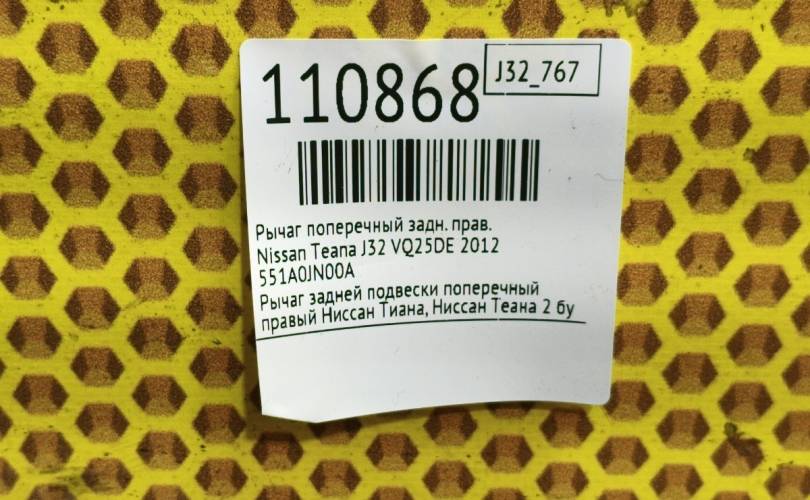 110868
J32_767
Рычаг поперечный задн. прав.
Nissan Teana J32 VQ25DE 2012
551A0JN00A
Рычаг задней подвески поперечный
правый Ниссан Тиана, Ниссан Теана 2 бу